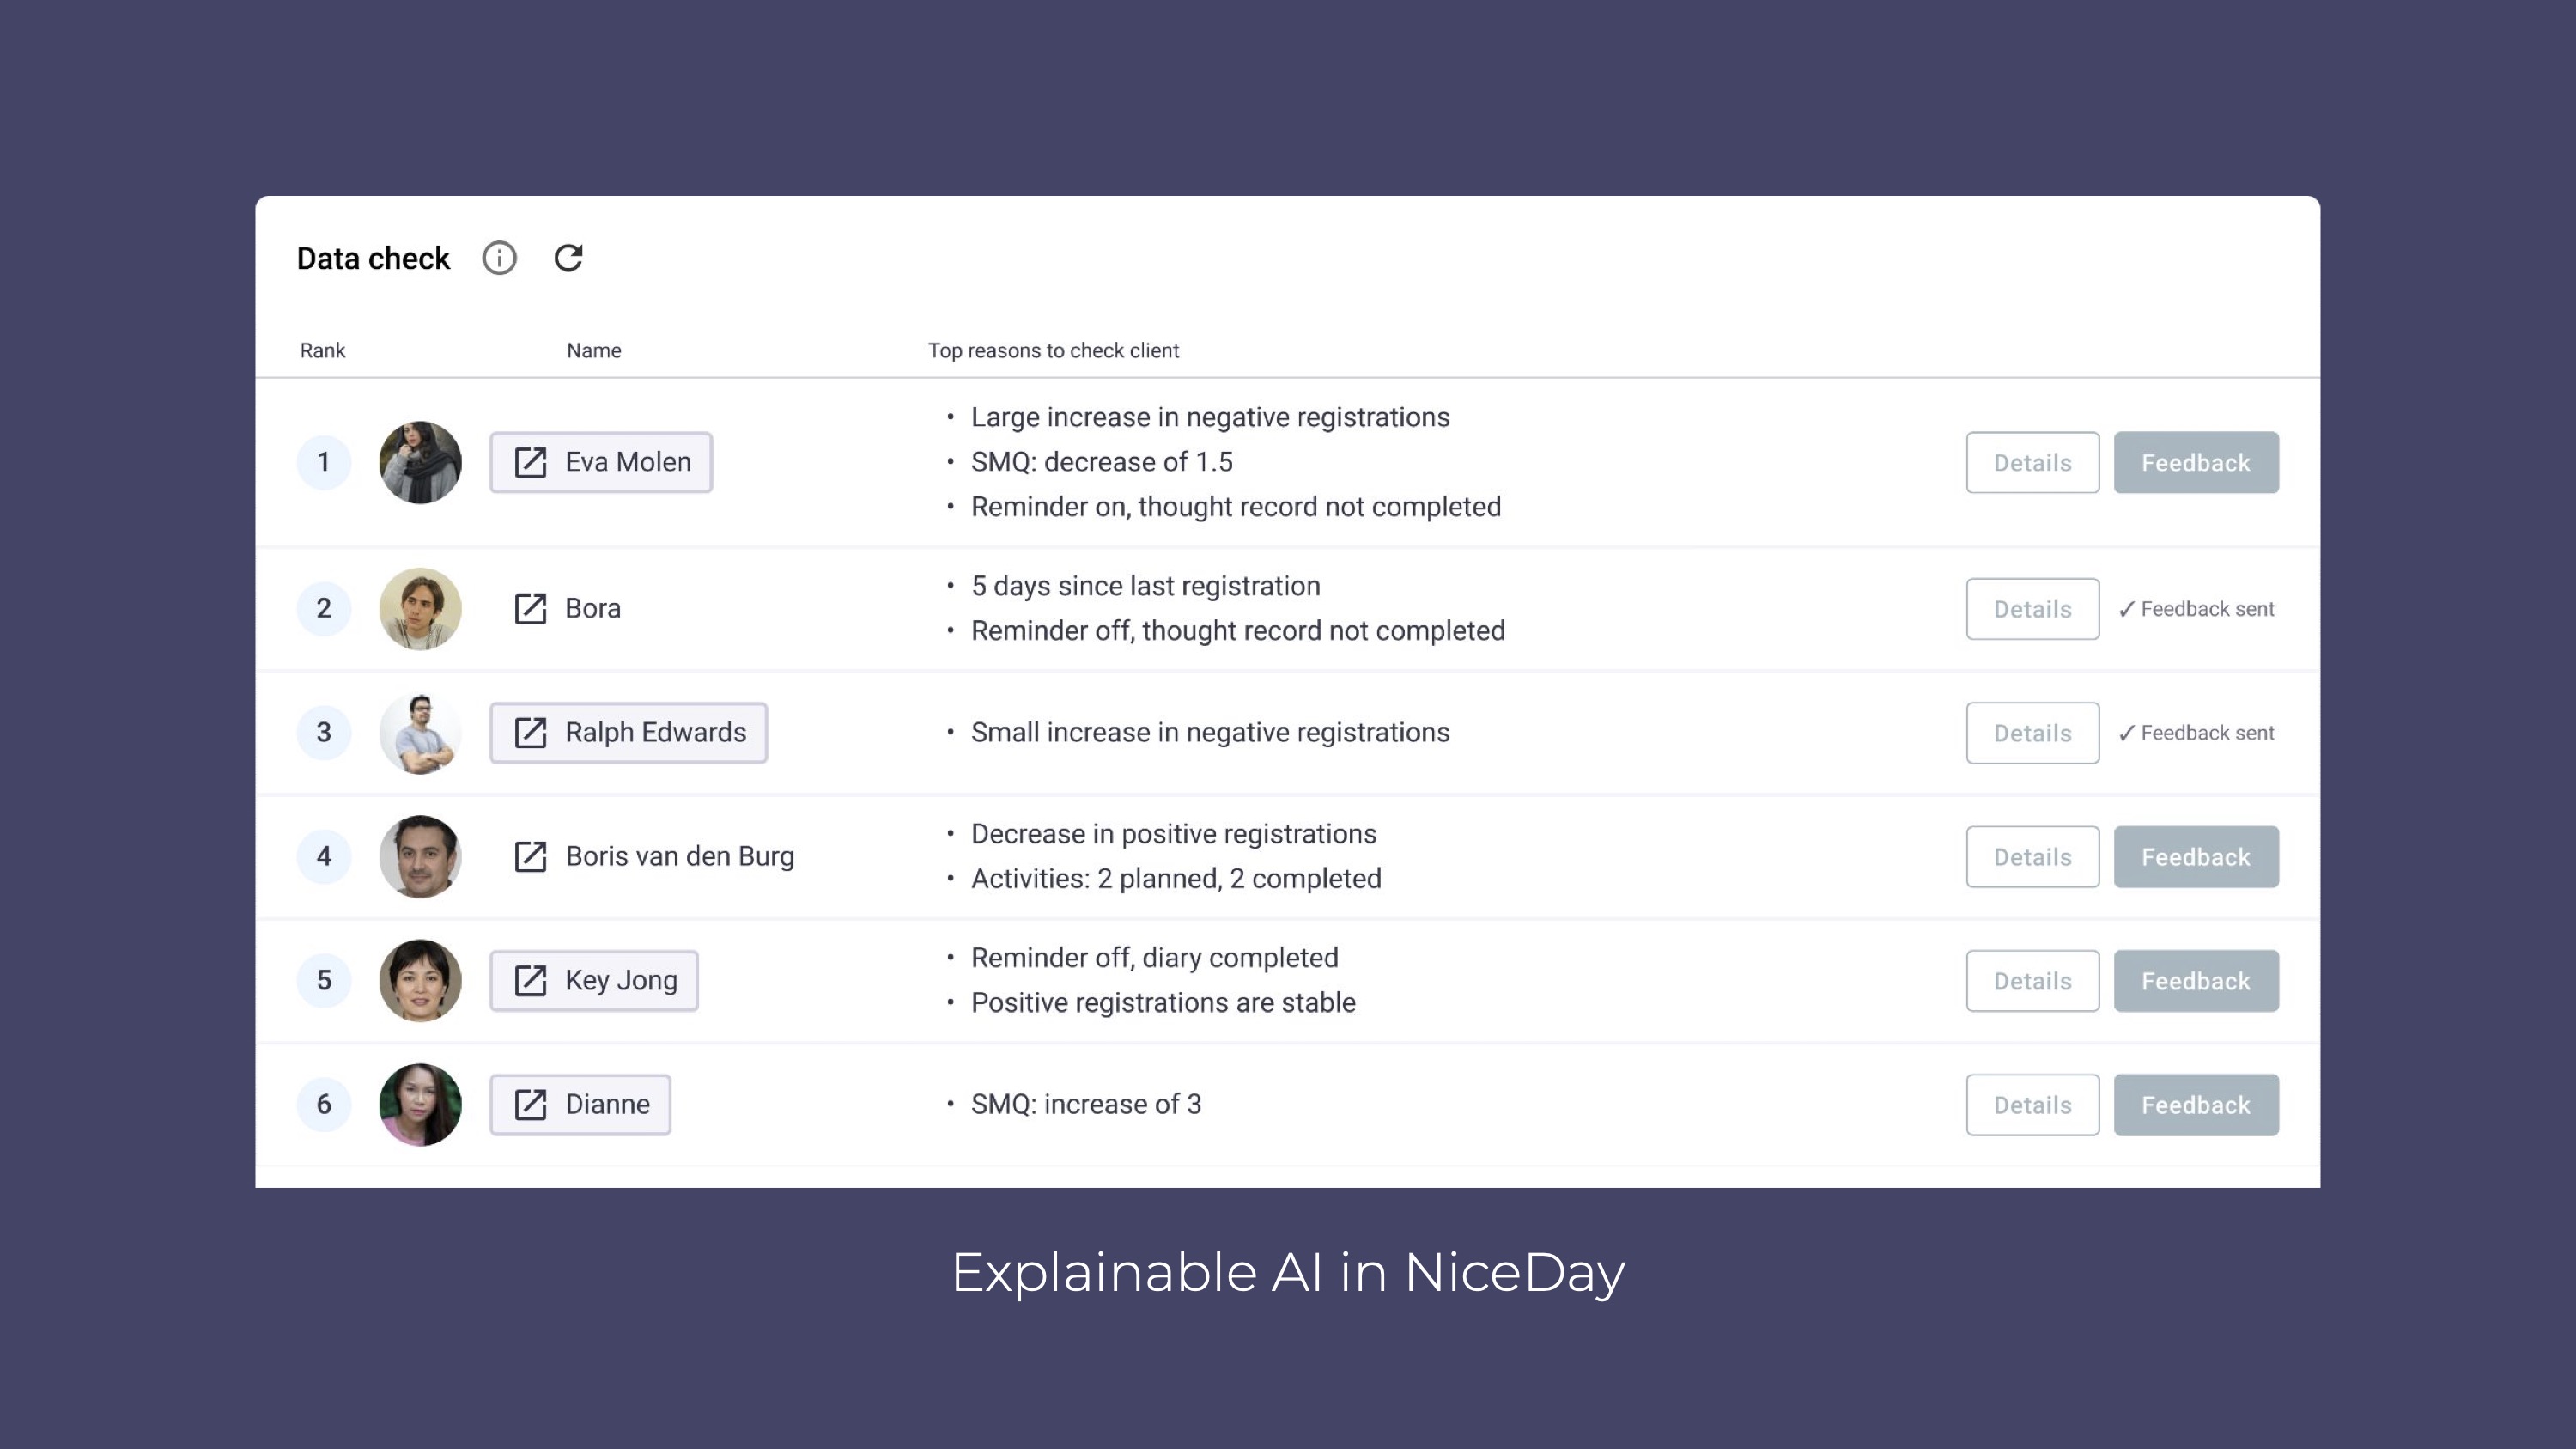 Data check
Rank Name Top reasons to check client
1 Eva Molen
• Large increase in negative registrations
• SMQ: decrease of 1.5
• Reminder on, thought record not completed
Details Feedback
2 Bora
• 5 days since last registration
• Reminder off, thought record not completed
Details ✓ Feedback sent
3 Ralph Edwards
• Small increase in negative registrations
Details ✓ Feedback sent
4 Boris van den Burg
• Decrease in positive registrations
• Activities: 2 planned, 2 completed
Details Feedback
5 Key Jong
• Reminder off, diary completed
• Positive registrations are stable
Details Feedback
6 Dianne
• SMQ: increase of 3
Details Feedback
Explainable AI in NiceDay